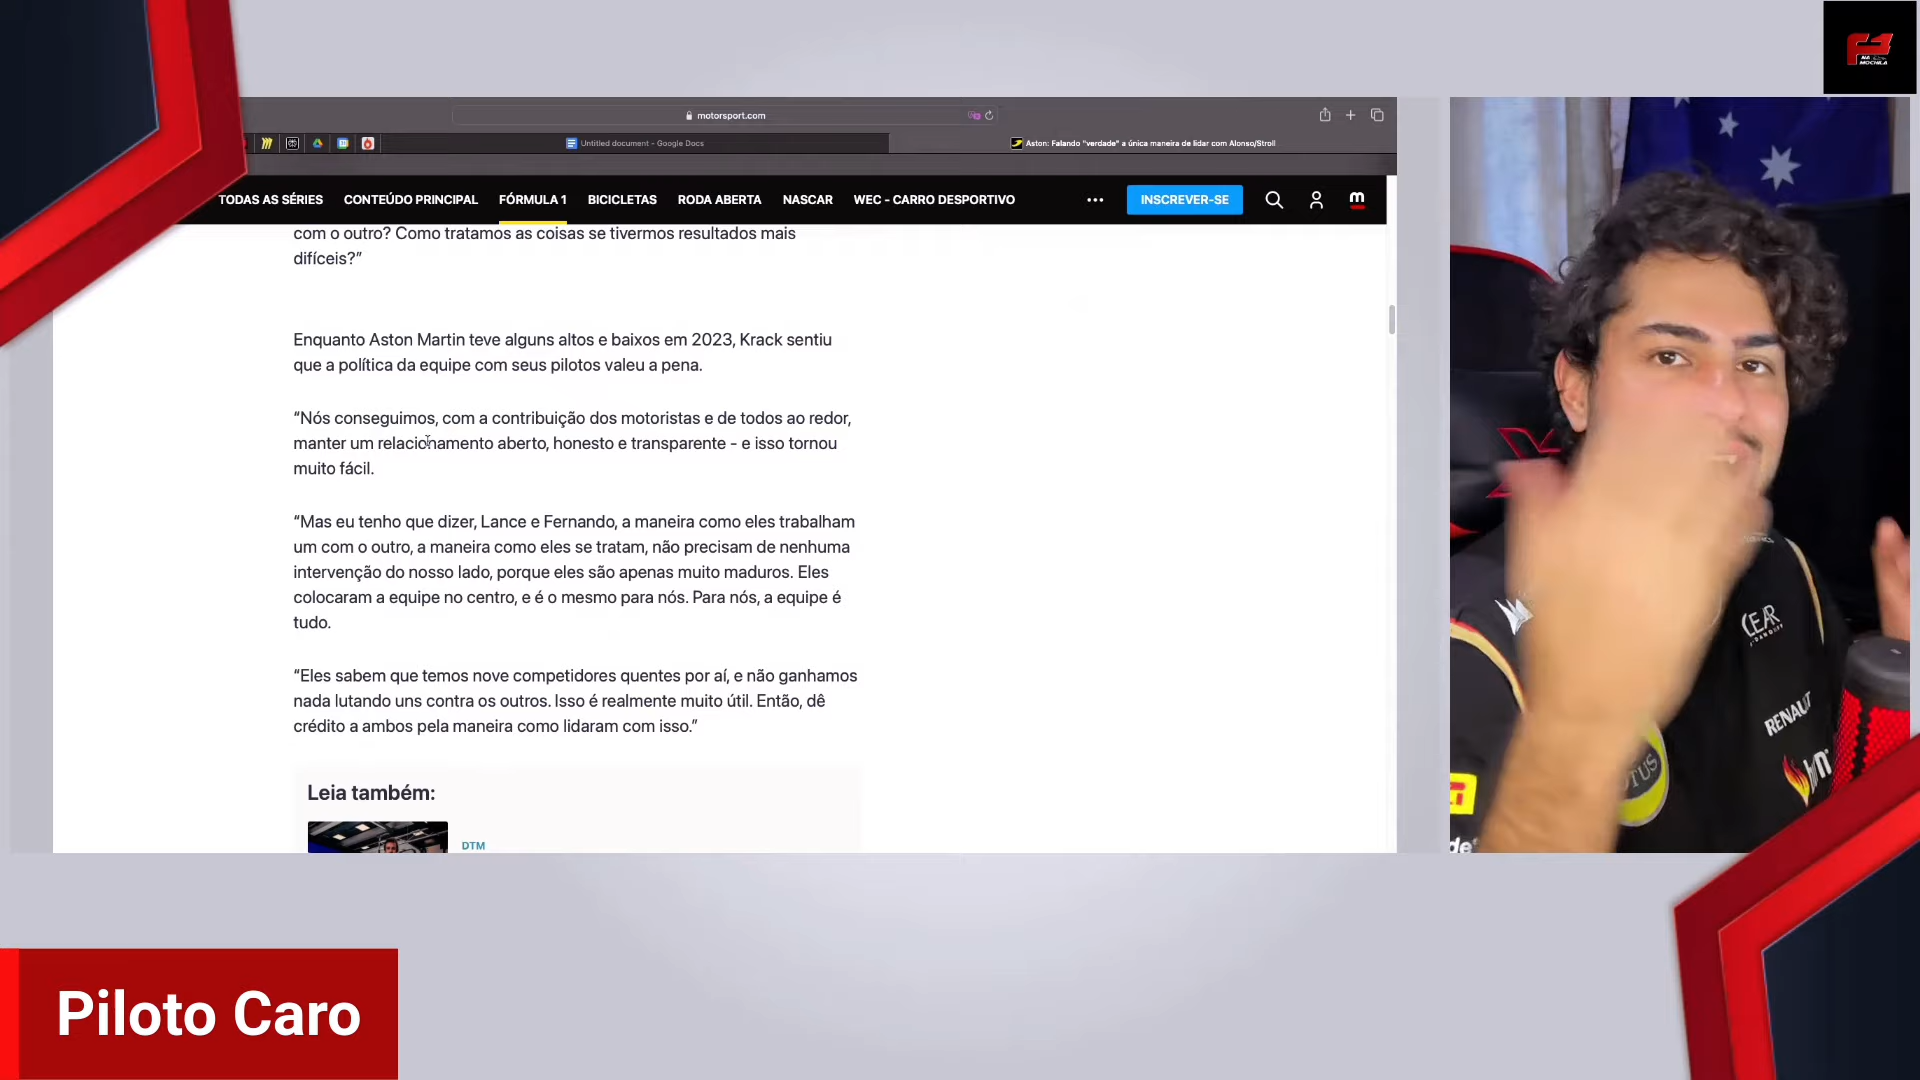 F1
NA
MOCHILA
motorsport.com
Untitled document - Google Docs
Aston: Falando "verdade" a única maneira de lidar com Alonso/Stroll
TODAS AS SÉRIES CONTEÚDO PRINCIPAL FÓRMULA 1 BICICLETAS RODA ABERTA NASCAR WEC - CARRO DESPORTIVO ••• INSCREVER-SE
com o outro? Como tratamos as coisas se tivermos resultados mais
difíceis?”
Enquanto Aston Martin teve alguns altos e baixos em 2023, Krack sentiu
que a política da equipe com seus pilotos valeu a pena.
“Nós conseguimos, com a contribuição dos motoristas e de todos ao redor,
manter um relacionamento aberto, honesto e transparente - e isso tornou
muito fácil.
“Mas eu tenho que dizer, Lance e Fernando, a maneira como eles trabalham
um com o outro, a maneira como eles se tratam, não precisam de nenhuma
intervenção do nosso lado, porque eles são apenas muito maduros. Eles
colocaram a equipe no centro, e é o mesmo para nós. Para nós, a equipe é
tudo.
“Eles sabem que temos nove competidores quentes por aí, e não ganhamos
nada lutando uns contra os outros. Isso é realmente muito útil. Então, dê
crédito a ambos pela maneira como lidaram com isso.”
Leia também:
DTM
CLEAR
RENAULT
OTUS
Piloto Caro